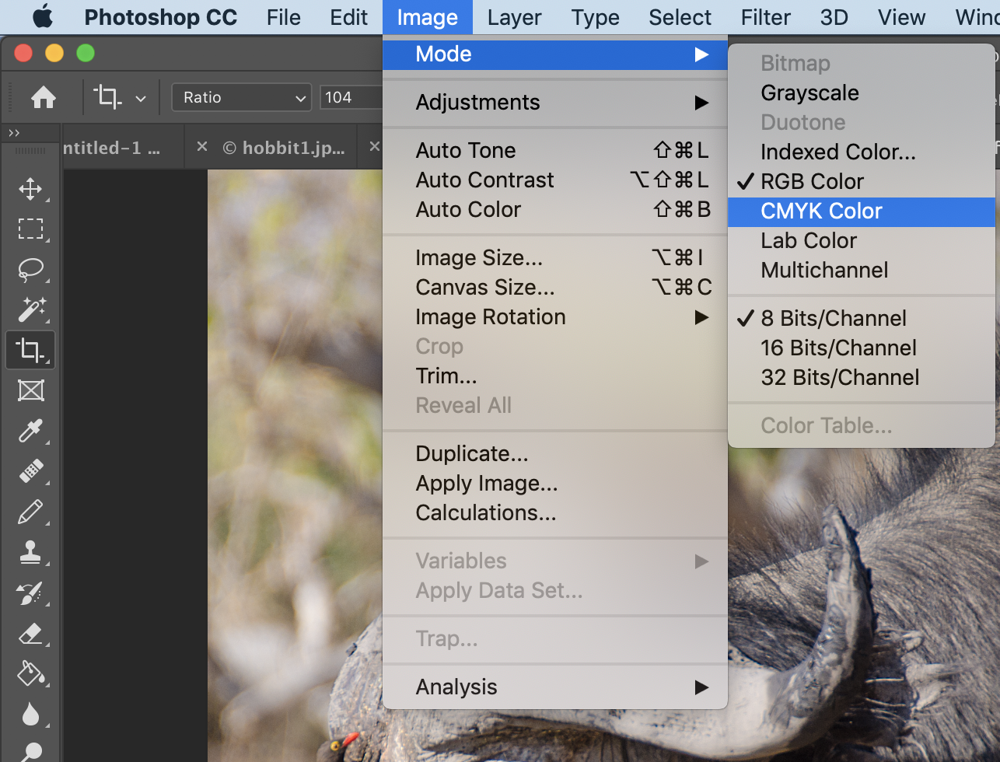 Photoshop CC File Edit Image Layer Type Select Filter 3D View
Ratio 104
ntitled-1 ... × © hobbit1.jp... ×
Mode ▶
Adjustments ▶
Auto Tone ⇧⌘L
Auto Contrast ⌥⇧⌘L
Auto Color ⇧⌘B
Image Size... ⌥⌘I
Canvas Size... ⌥⌘C
Image Rotation ▶
Crop
Trim...
Reveal All
Duplicate...
Apply Image...
Calculations...
Variables ▶
Apply Data Set...
Trap...
Analysis ▶
Bitmap
Grayscale
Duotone
Indexed Color...
✓ RGB Color
CMYK Color
Lab Color
Multichannel
✓ 8 Bits/Channel
16 Bits/Channel
32 Bits/Channel
Color Table...